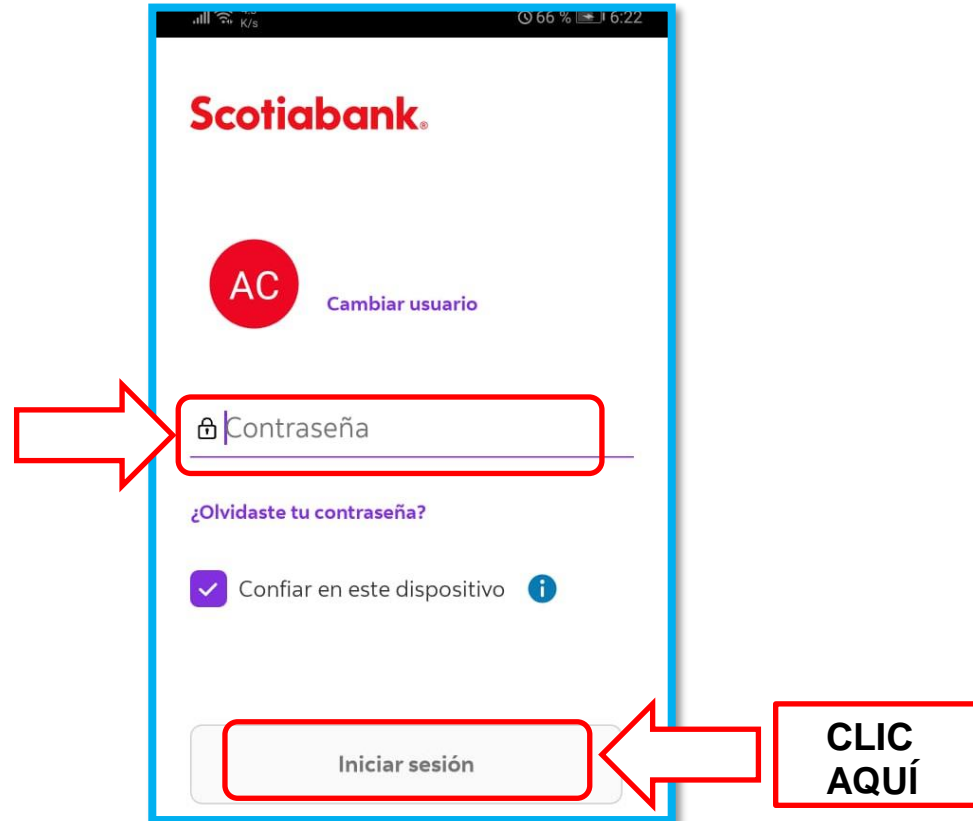 K/s 66 % 6:22
Scotiabank®
AC
Cambiar usuario
Contraseña
¿Olvidaste tu contraseña?
Confiar en este dispositivo
Iniciar sesión
CLIC
AQUÍ